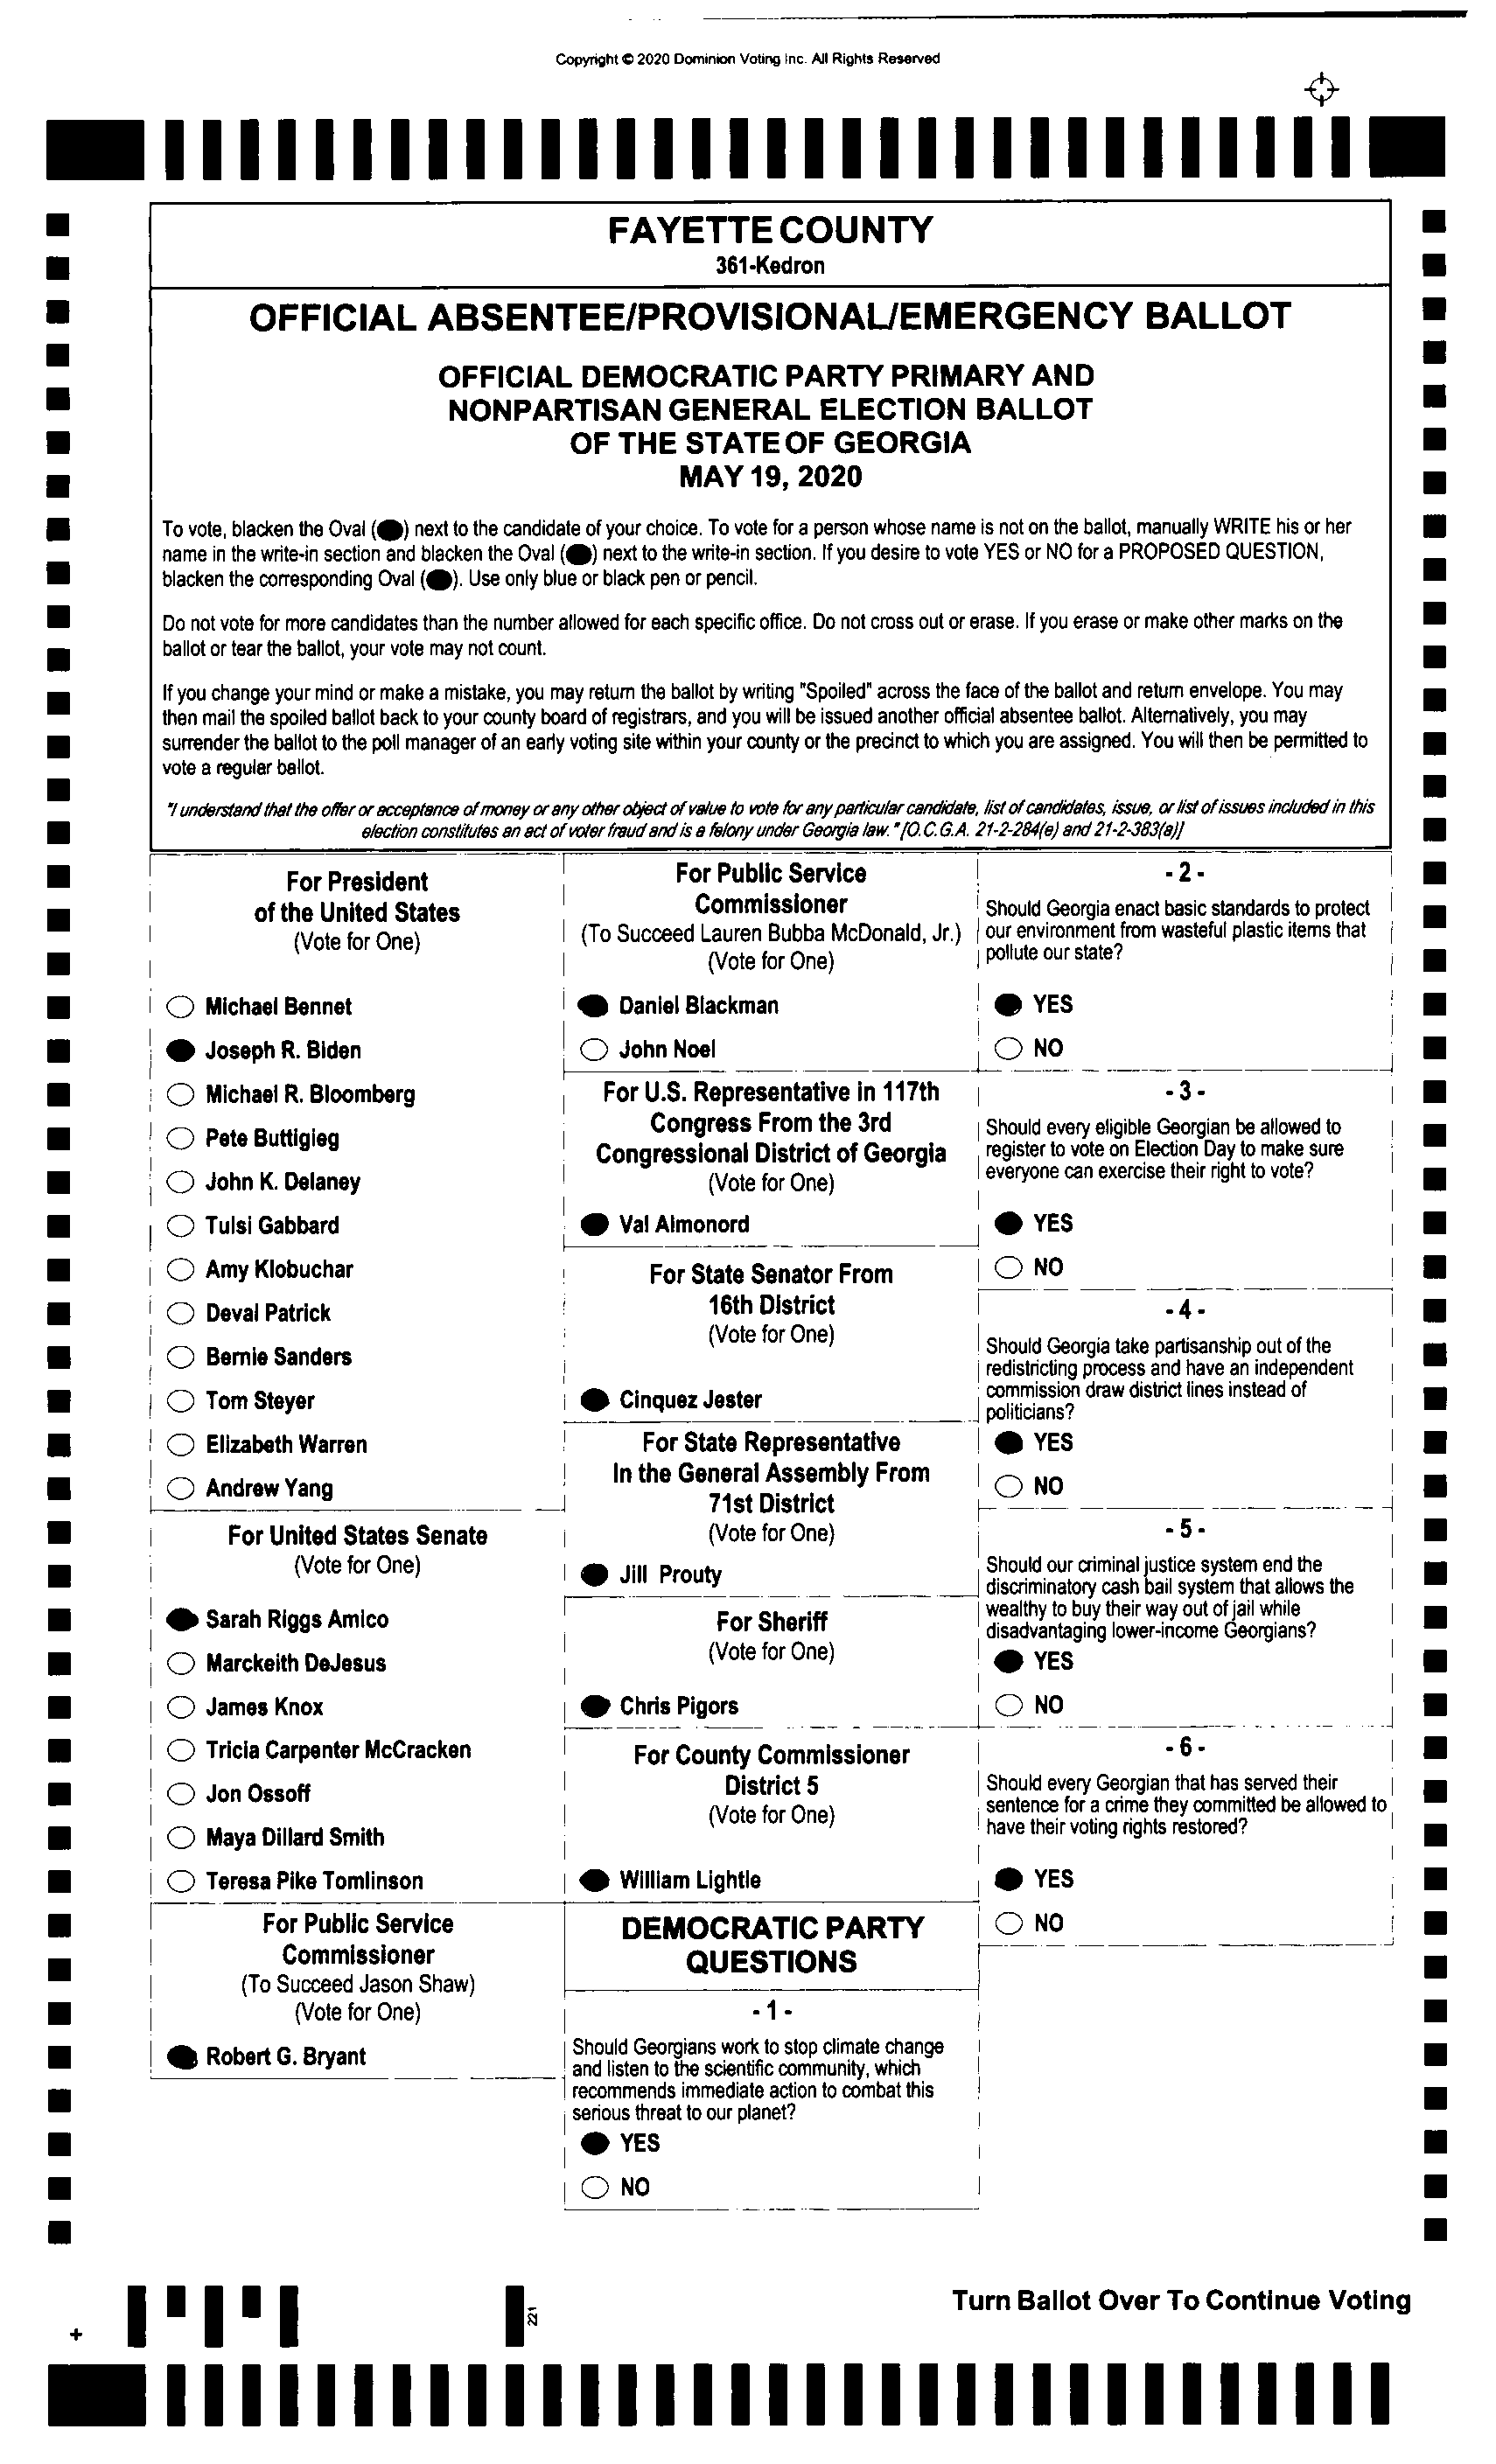 Copyright © 2020 Dominion Voting Inc. All Rights Reserved
FAYETTE COUNTY
361-Kedron
OFFICIAL ABSENTEE/PROVISIONAL/EMERGENCY BALLOT
OFFICIAL DEMOCRATIC PARTY PRIMARY AND
NONPARTISAN GENERAL ELECTION BALLOT
OF THE STATE OF GEORGIA
MAY 19, 2020
To vote, blacken the Oval (●) next to the candidate of your choice. To vote for a person whose name is not on the ballot, manually WRITE his or her
name in the write-in section and blacken the Oval (●) next to the write-in section. If you desire to vote YES or NO for a PROPOSED QUESTION,
blacken the corresponding Oval (●). Use only blue or black pen or pencil.
Do not vote for more candidates than the number allowed for each specific office. Do not cross out or erase. If you erase or make other marks on the
ballot or tear the ballot, your vote may not count.
If you change your mind or make a mistake, you may return the ballot by writing "Spoiled" across the face of the ballot and return envelope. You may
then mail the spoiled ballot back to your county board of registrars, and you will be issued another official absentee ballot. Alternatively, you may
surrender the ballot to the poll manager of an early voting site within your county or the precinct to which you are assigned. You will then be permitted to
vote a regular ballot.
"I understand that the offer or acceptance of money or any other object of value to vote for any particular candidate, list of candidates, issue, or list of issues included in this
election constitutes an act of voter fraud and is a felony under Georgia law." [O.C.G.A. 21-2-284(e) and 21-2-383(a)]
For President
of the United States
(Vote for One)
Michael Bennet
Joseph R. Biden
Michael R. Bloomberg
Pete Buttigieg
John K. Delaney
Tulsi Gabbard
Amy Klobuchar
Deval Patrick
Bernie Sanders
Tom Steyer
Elizabeth Warren
Andrew Yang
For United States Senate
(Vote for One)
Sarah Riggs Amico
Marckeith DeJesus
James Knox
Tricia Carpenter McCracken
Jon Ossoff
Maya Dillard Smith
Teresa Pike Tomlinson
For Public Service
Commissioner
(To Succeed Jason Shaw)
(Vote for One)
Robert G. Bryant
For Public Service
Commissioner
(To Succeed Lauren Bubba McDonald, Jr.)
(Vote for One)
Daniel Blackman
John Noel
For U.S. Representative in 117th
Congress From the 3rd
Congressional District of Georgia
(Vote for One)
Val Almonord
For State Senator From
16th District
(Vote for One)
Cinquez Jester
For State Representative
In the General Assembly From
71st District
(Vote for One)
Jill Prouty
For Sheriff
(Vote for One)
Chris Pigors
For County Commissioner
District 5
(Vote for One)
William Lightle
DEMOCRATIC PARTY
QUESTIONS
- 1 -
Should Georgians work to stop climate change
and listen to the scientific community, which
recommends immediate action to combat this
serious threat to our planet?
YES
NO
- 2 -
Should Georgia enact basic standards to protect
our environment from wasteful plastic items that
pollute our state?
YES
NO
- 3 -
Should every eligible Georgian be allowed to
register to vote on Election Day to make sure
everyone can exercise their right to vote?
YES
NO
- 4 -
Should Georgia take partisanship out of the
redistricting process and have an independent
commission draw district lines instead of
politicians?
YES
NO
- 5 -
Should our criminal justice system end the
discriminatory cash bail system that allows the
wealthy to buy their way out of jail while
disadvantaging lower-income Georgians?
YES
NO
- 6 -
Should every Georgian that has served their
sentence for a crime they committed be allowed to
have their voting rights restored?
YES
NO
221
Turn Ballot Over To Continue Voting
+